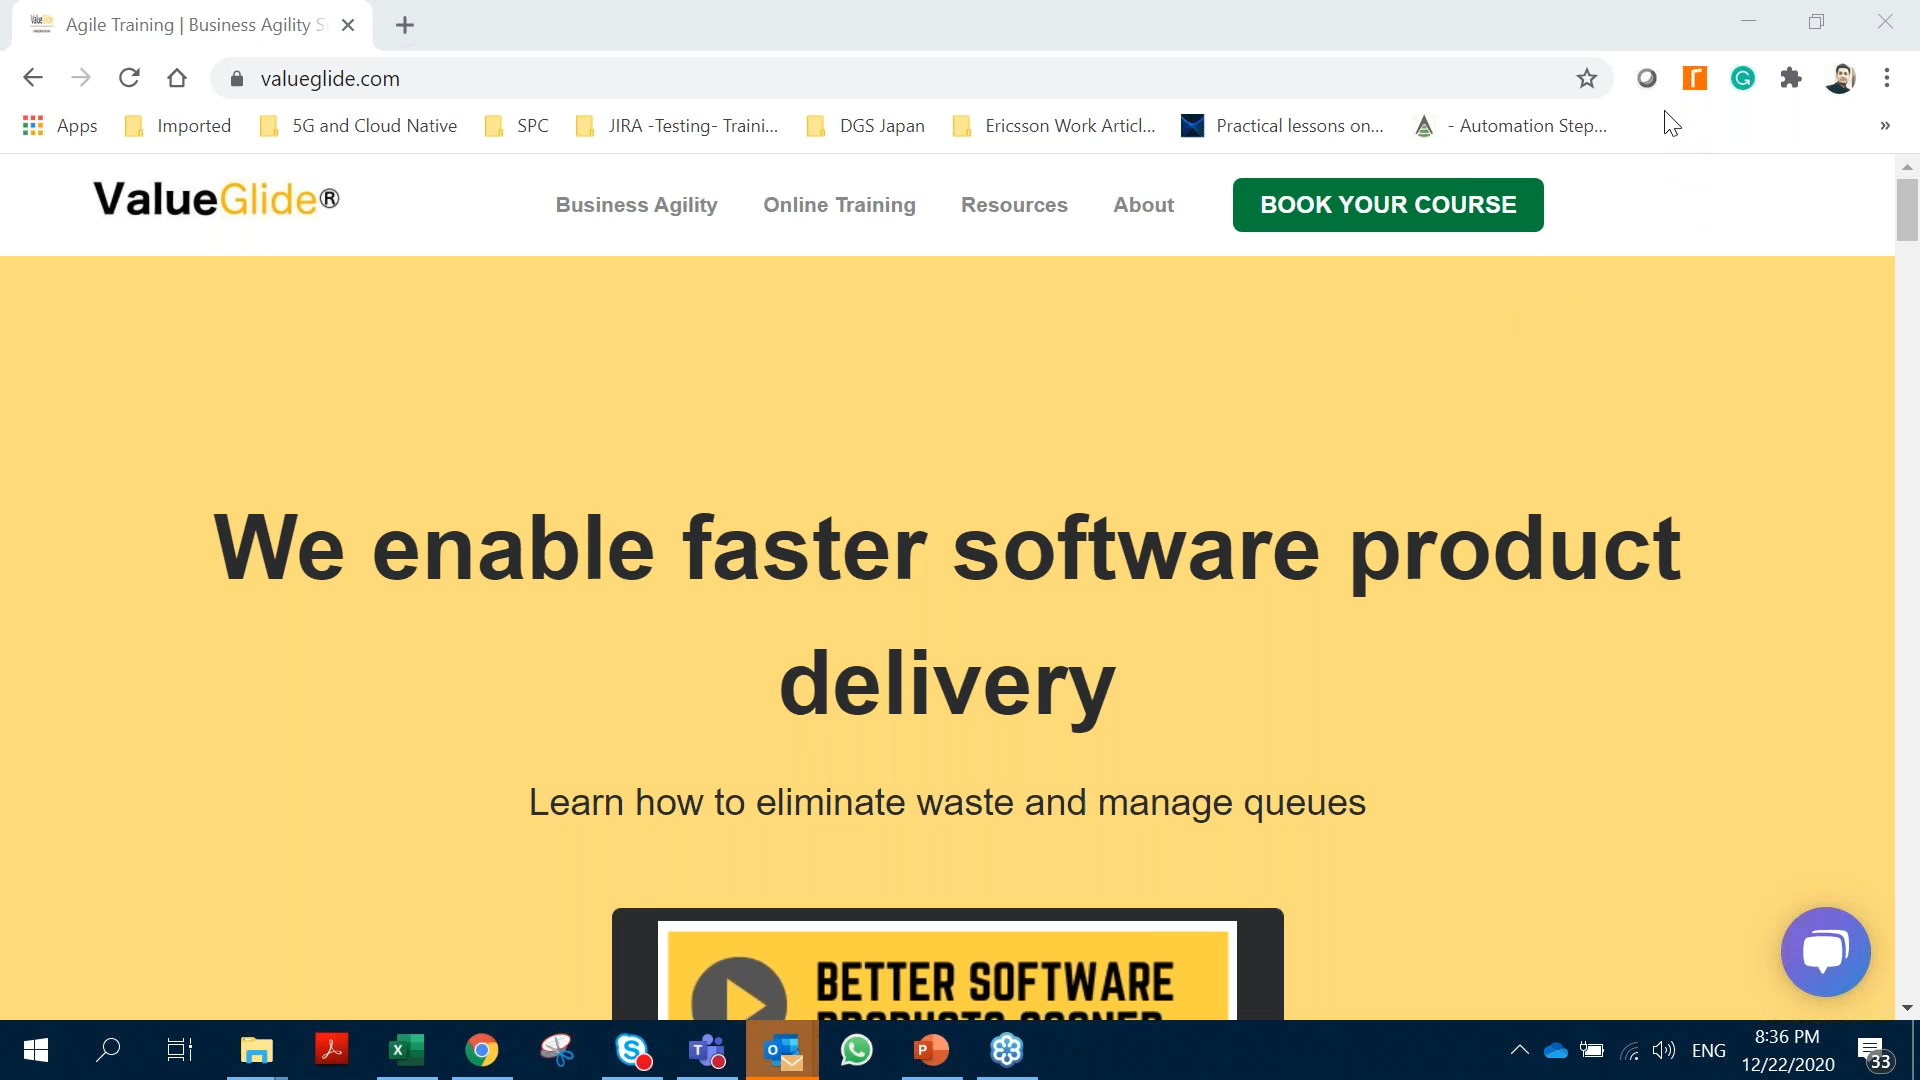 Agile Training | Business Agility S
valueglide.com
Apps
Imported
5G and Cloud Native
SPC
JIRA -Testing- Traini...
DGS Japan
Ericsson Work Articl...
Practical lessons on...
- Automation Step...
»
ValueGlide®
Business Agility
Online Training
Resources
About
BOOK YOUR COURSE
We enable faster software product
delivery
Learn how to eliminate waste and manage queues
BETTER SOFTWARE
PRODUCTS SOONER
ENG
8:36 PM
12/22/2020
33